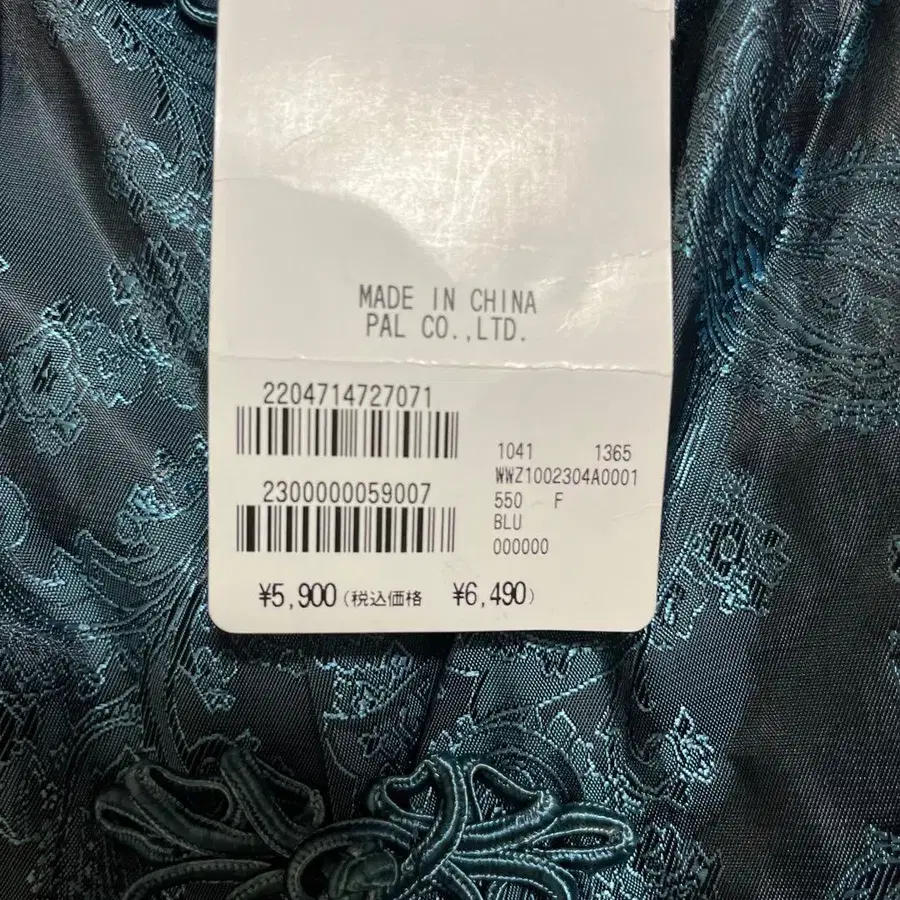 MADE IN CHINA
PAL CO.,LTD.
2204714727071
2300000059007
1041 1365
WWZ1002304A0001
550 F
BLU
000000
¥5,900(税込価格 ¥6,490)